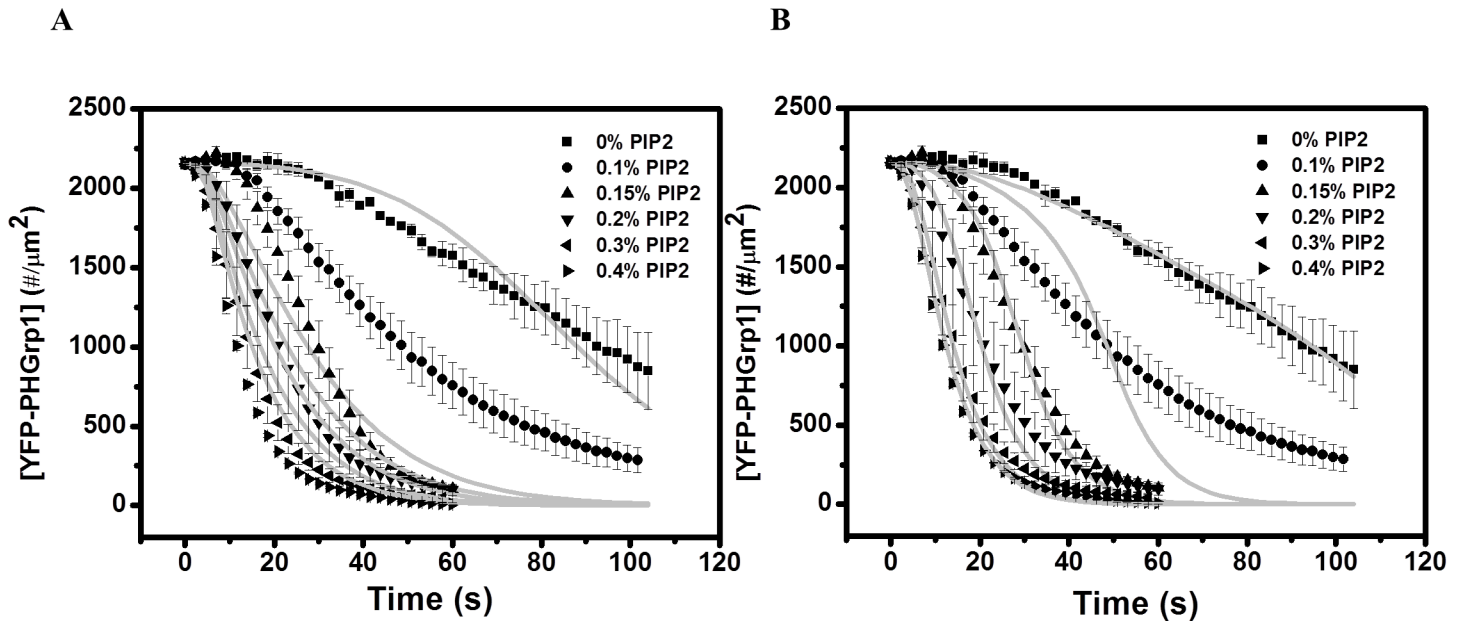 A
[YFP-PHGrp1] (#/μm²)
2500
2000
1500
1000
500
0
0% PIP2
0.1% PIP2
0.15% PIP2
0.2% PIP2
0.3% PIP2
0.4% PIP2
0 20 40 60 80 100 120
Time (s)
B
[YFP-PHGrp1] (#/μm²)
2500
2000
1500
1000
500
0
0% PIP2
0.1% PIP2
0.15% PIP2
0.2% PIP2
0.3% PIP2
0.4% PIP2
0 20 40 60 80 100 120
Time (s)